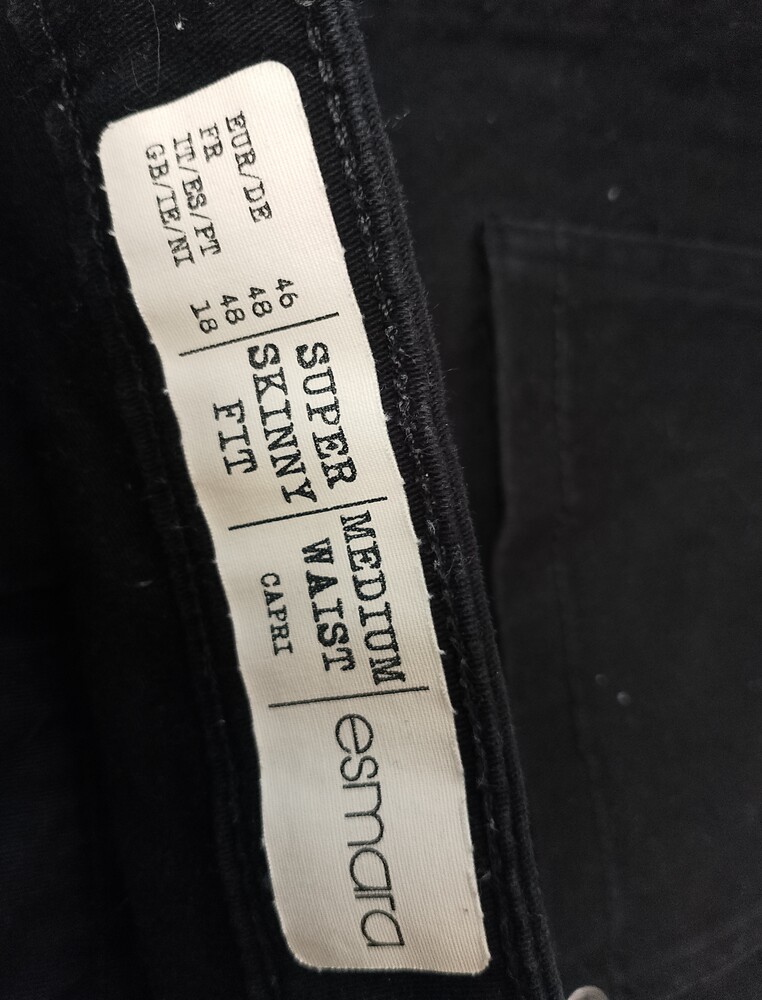 EUR/DE 46
FR 48
IT/ES/PT 48
GB/IE/NI 18
SUPER
SKINNY
FIT
MEDIUM
WAIST
CAPRI
esmara